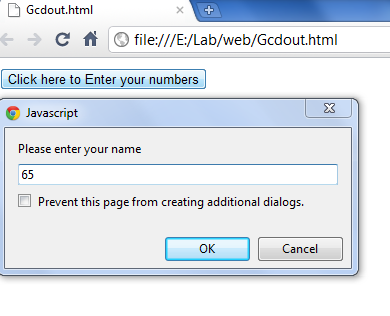 Gcdout.html
file:///E:/Lab/web/Gcdout.html
Click here to Enter your numbers
Javascript
Please enter your name
65
Prevent this page from creating additional dialogs.
OK
Cancel